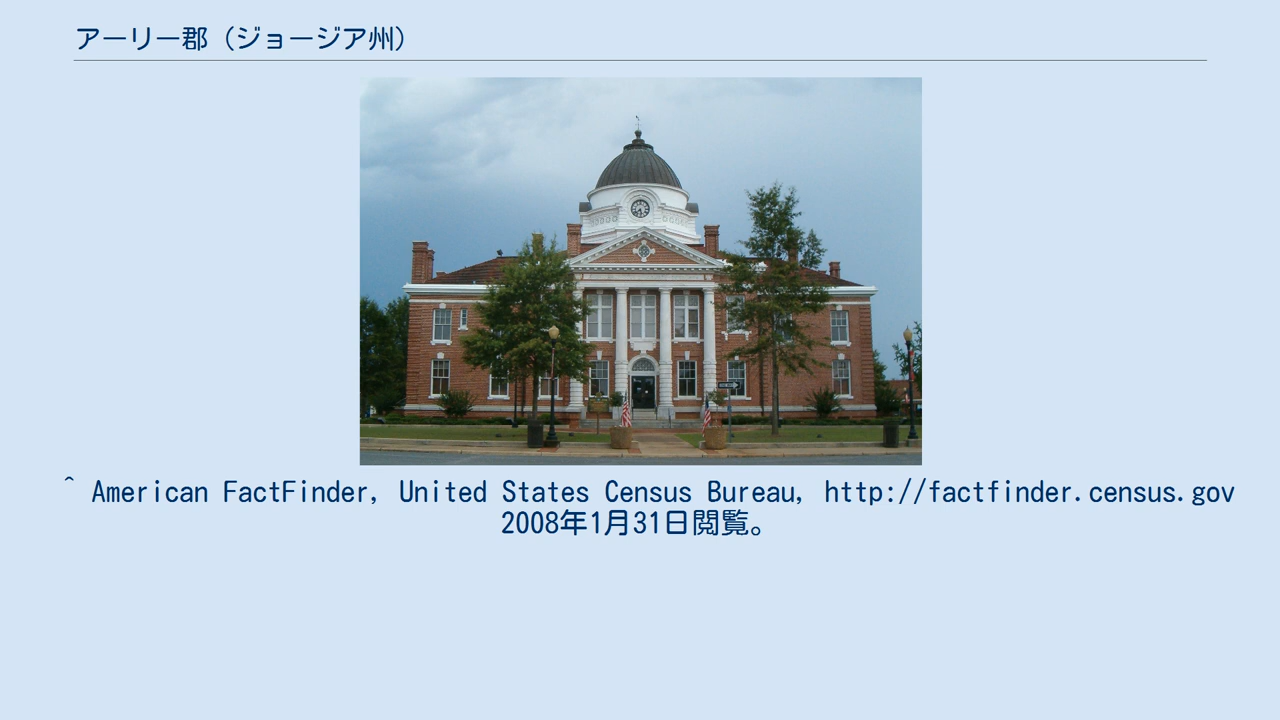 アーリー郡（ジョージア州）
^ American FactFinder, United States Census Bureau, http://factfinder.census.gov
2008年1月31日閲覧。